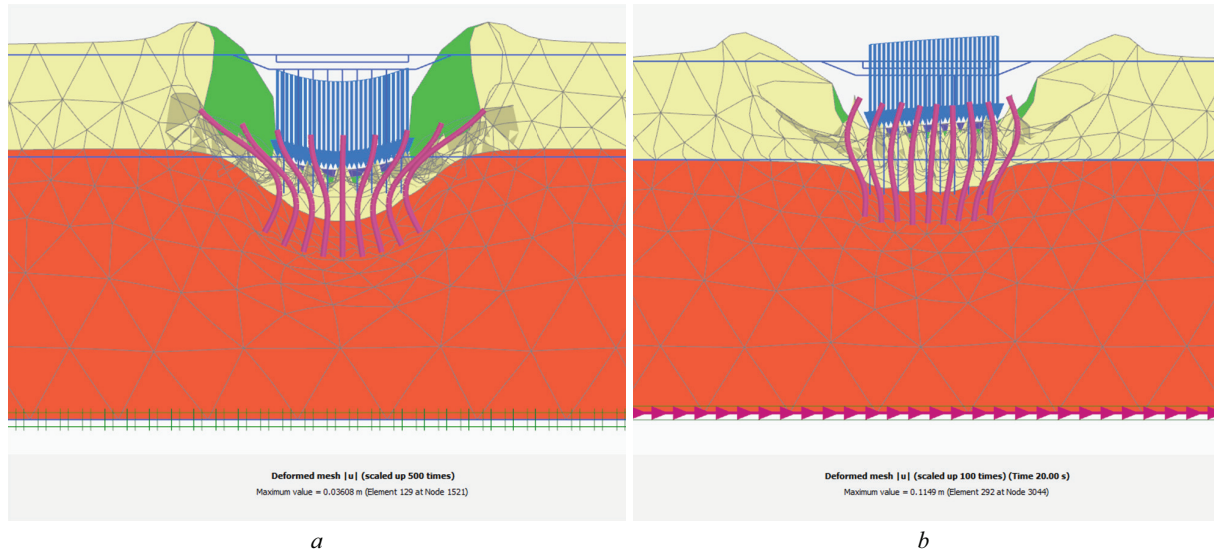 Deformed mesh |u| (scaled up 500 times)
Maximum value = 0.03608 m (Element 129 at Node 1521)
Deformed mesh |u| (scaled up 100 times) (Time 20.00 s)
Maximum value = 0.1149 m (Element 292 at Node 3044)
a
b